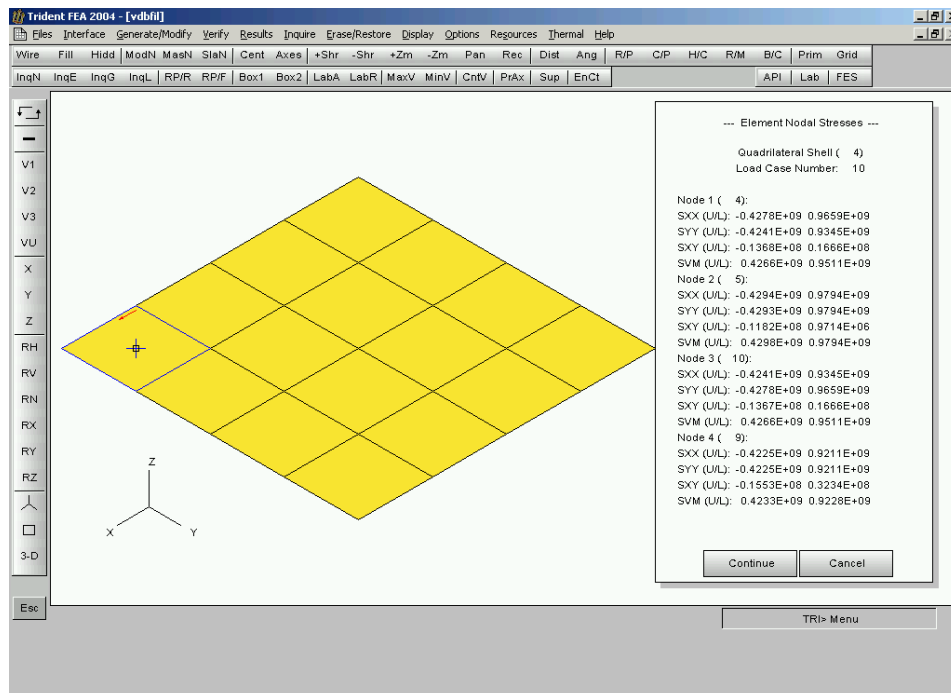 Trident FEA 2004 - [vdbfil]
Files Interface Generate/Modify Verify Results Inquire Erase/Restore Display Options Resources Thermal Help
Wire Fill Hidd ModN MasN SlaN Cent Axes +Shr -Shr +Zm -Zm Pan Rec Dist Ang R/P C/P H/C R/M B/C Prim Grid
InqN InqE InqG InqL RP/R RP/F Box1 Box2 LabA LabR MaxV MinV CntV PrAx Sup EnCt API Lab FES
V1
V2
V3
VU
X
Y
Z
RH
RV
RN
RX
RY
RZ
3-D
Esc
Z
X
Y
--- Element Nodal Stresses ---
Quadrilateral Shell ( 4)
Load Case Number: 10
Node 1 ( 4):
SXX (U/L): -0.4278E+09 0.9659E+09
SYY (U/L): -0.4241E+09 0.9345E+09
SXY (U/L): -0.1368E+08 0.1666E+08
SVM (U/L): 0.4266E+09 0.9511E+09
Node 2 ( 5):
SXX (U/L): -0.4294E+09 0.9794E+09
SYY (U/L): -0.4293E+09 0.9794E+09
SXY (U/L): -0.1182E+08 0.9714E+06
SVM (U/L): 0.4298E+09 0.9794E+09
Node 3 ( 10):
SXX (U/L): -0.4241E+09 0.9345E+09
SYY (U/L): -0.4278E+09 0.9659E+09
SXY (U/L): -0.1367E+08 0.1666E+08
SVM (U/L): 0.4266E+09 0.9511E+09
Node 4 ( 9):
SXX (U/L): -0.4225E+09 0.9211E+09
SYY (U/L): -0.4225E+09 0.9211E+09
SXY (U/L): -0.1553E+08 0.3234E+08
SVM (U/L): 0.4233E+09 0.9228E+09
Continue Cancel
TRI> Menu